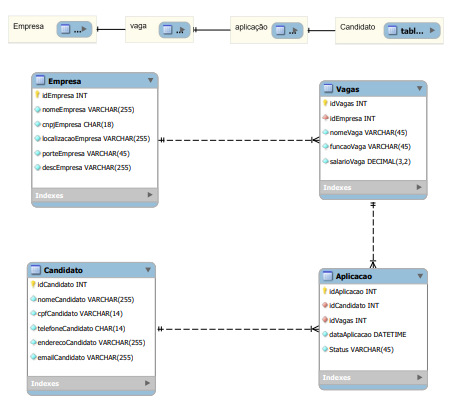 Empresa
...
vaga
...
aplicação
...
Candidato
tabl...
Empresa
idEmpresa INT
nomeEmpresa VARCHAR(255)
cnpjEmpresa CHAR(18)
localizacaoEmpresa VARCHAR(255)
porteEmpresa VARCHAR(45)
descEmpresa VARCHAR(255)
Indexes
Vagas
idVagas INT
idEmpresa INT
nomeVaga VARCHAR(45)
funcaoVaga VARCHAR(45)
salarioVaga DECIMAL(3,2)
Indexes
Candidato
idCandidato INT
nomeCandidato VARCHAR(255)
cpfCandidato VARCHAR(14)
telefoneCandidato CHAR(14)
enderecoCandidato VARCHAR(255)
emailCandidato VARCHAR(255)
Indexes
Aplicacao
idAplicacao INT
idCandidato INT
idVagas INT
dataAplicacao DATETIME
Status VARCHAR(45)
Indexes